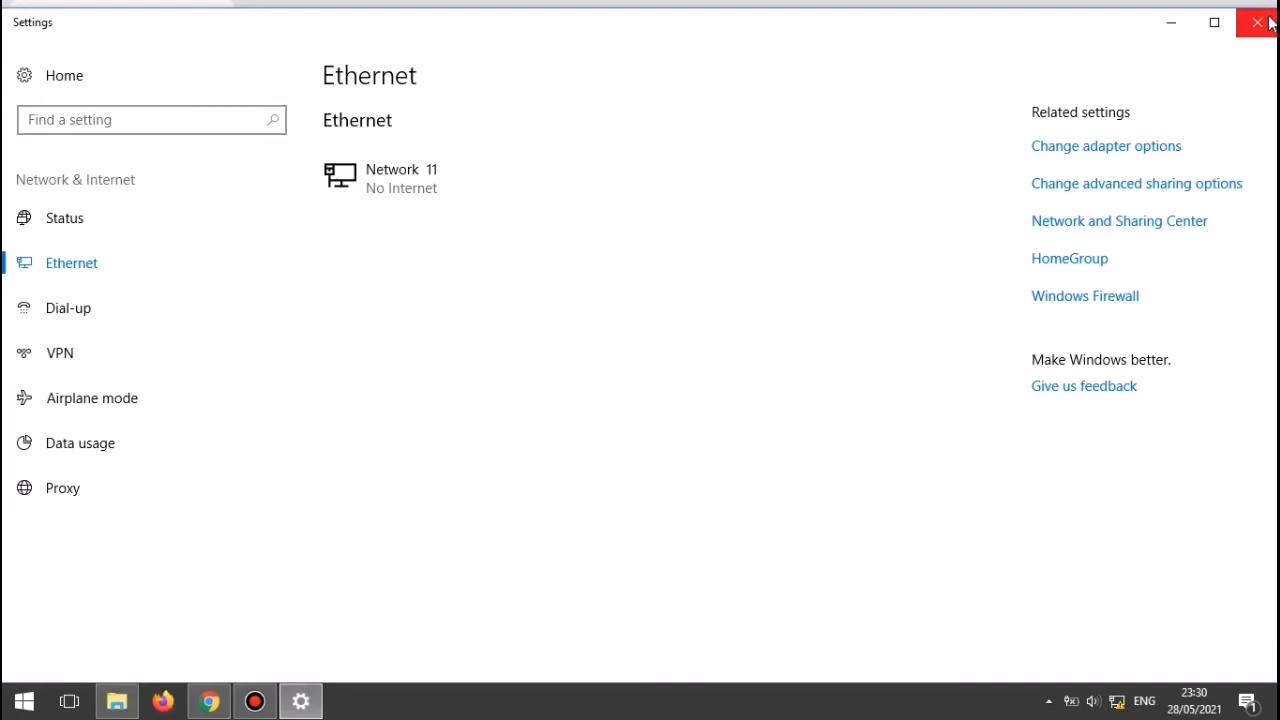 Settings
Home
Find a setting
Network & Internet
Status
Ethernet
Dial-up
VPN
Airplane mode
Data usage
Proxy
Ethernet
Ethernet
Network 11
No Internet
Related settings
Change adapter options
Change advanced sharing options
Network and Sharing Center
HomeGroup
Windows Firewall
Make Windows better.
Give us feedback
ENG
23:30
28/05/2021
1